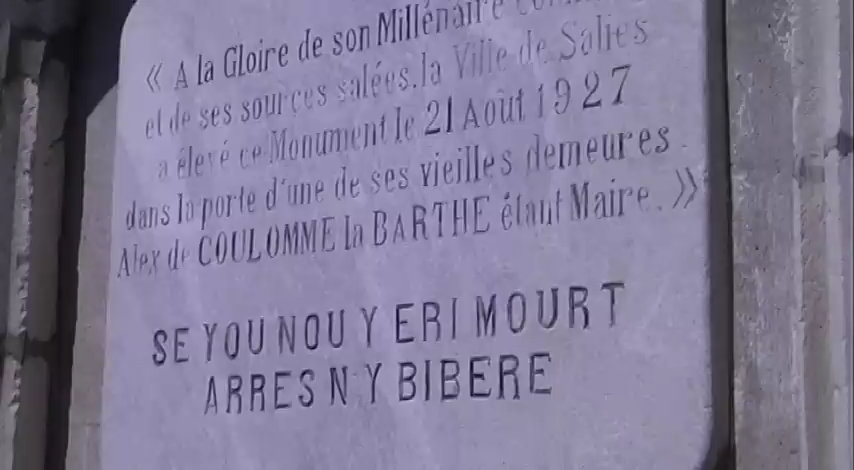 « A la Gloire de son Millénaire
et de ses sources salées, la Ville de Salies
a élevé ce Monument le 21 Août 1927
dans la porte d'une de ses vieilles demeures.
Alex de COULOMME la BARTHE étant Maire. »
SE YOU NOU Y ERI MOURT
ARRES N'Y BIBERE